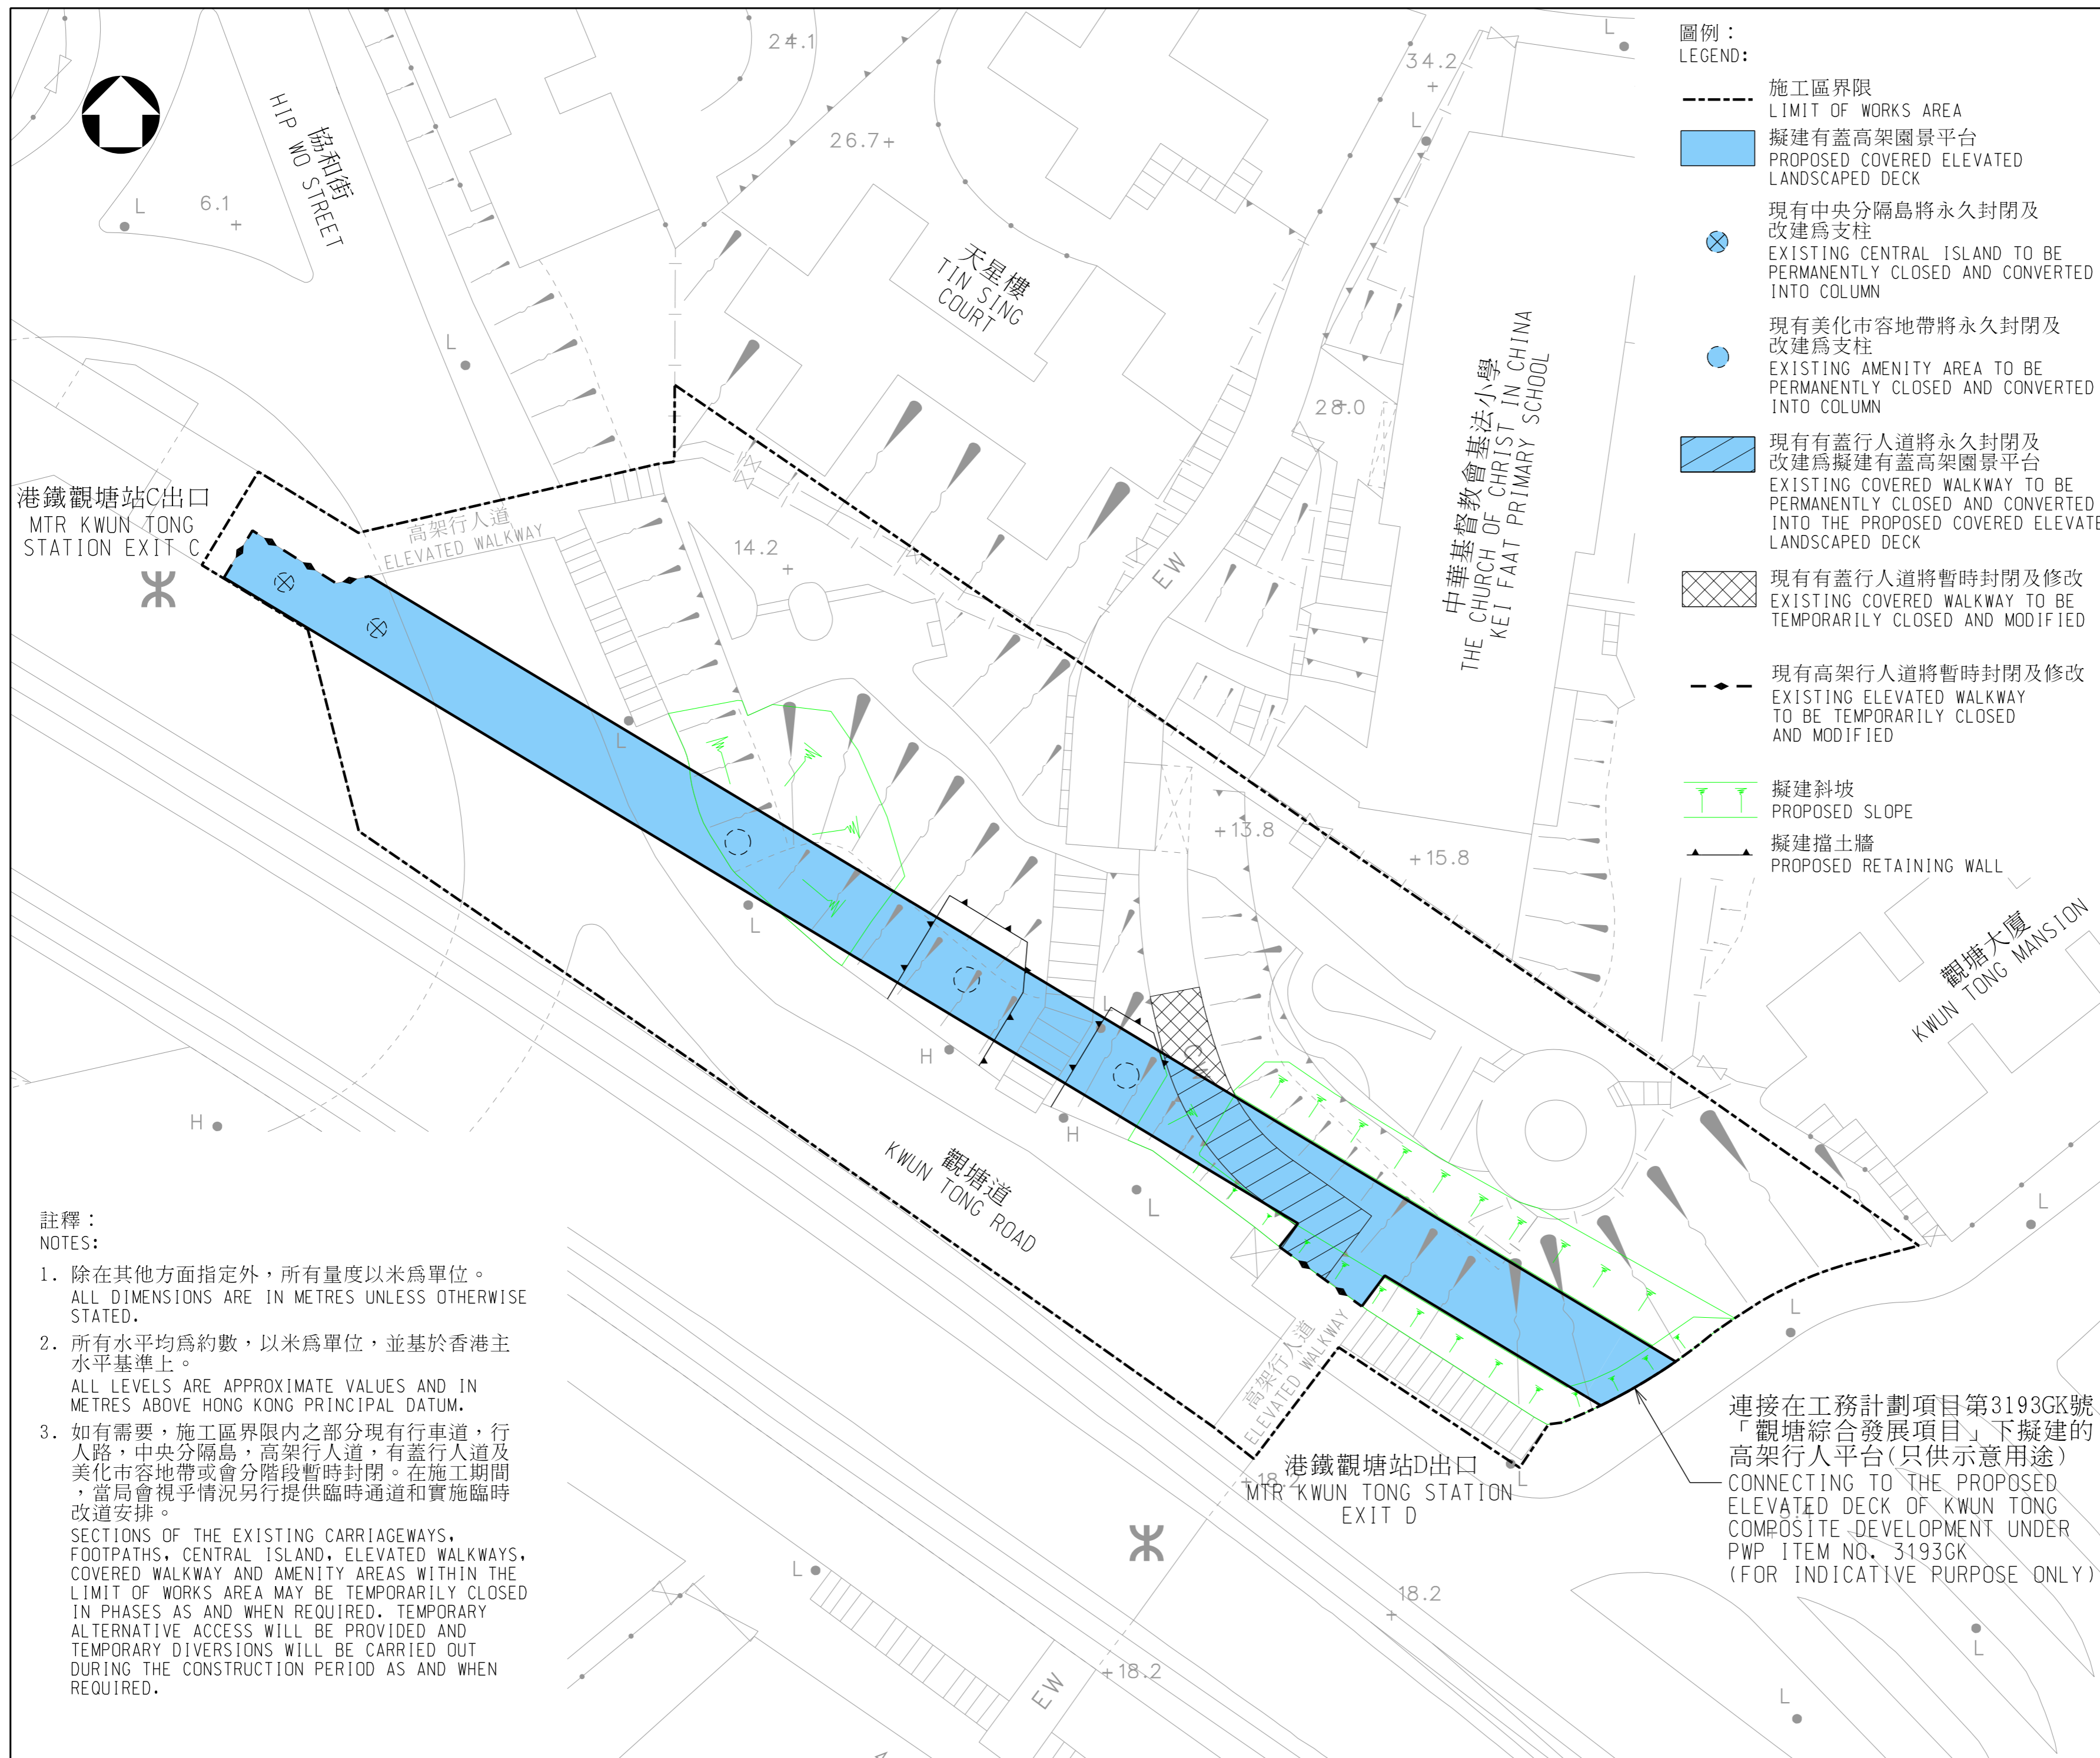 圖例：
LEGEND:
施工區界限
LIMIT OF WORKS AREA
擬建有蓋高架園景平台
PROPOSED COVERED ELEVATED
LANDSCAPED DECK
現有中央分隔島將永久封閉及
改建爲支柱
EXISTING CENTRAL ISLAND TO BE
PERMANENTLY CLOSED AND CONVERTED
INTO COLUMN
現有美化市容地帶將永久封閉及
改建爲支柱
EXISTING AMENITY AREA TO BE
PERMANENTLY CLOSED AND CONVERTED
INTO COLUMN
現有有蓋行人道將永久封閉及
改建爲擬建有蓋高架園景平台
EXISTING COVERED WALKWAY TO BE
PERMANENTLY CLOSED AND CONVERTED
INTO THE PROPOSED COVERED ELEVATE
LANDSCAPED DECK
現有有蓋行人道將暫時封閉及修改
EXISTING COVERED WALKWAY TO BE
TEMPORARILY CLOSED AND MODIFIED
現有高架行人道將暫時封閉及修改
EXISTING ELEVATED WALKWAY
TO BE TEMPORARILY CLOSED
AND MODIFIED
擬建斜坡
PROPOSED SLOPE
擬建擋土牆
PROPOSED RETAINING WALL
24.1
34.2
L
L
26.7
協和街
HIP WO STREET
L
6.1
天星樓
TIN SING
COURT
L
28.0
中華基督教會基法小學
THE CHURCH OF CHRIST IN CHINA
KEI FAAT PRIMARY SCHOOL
港鐵觀塘站C出口
MTR KWUN TONG
STATION EXIT C
高架行人道
ELEVATED WALKWAY
14.2
EW
L
+13.8
+15.8
L
觀塘大廈
KWUN TONG MANSION
L
H
H
H
L
L
觀塘道
KWUN TONG ROAD
L
高架行人道
ELEVATED WALKWAY
港鐵觀塘站D出口
+18.2
L
MTR KWUN TONG STATION
EXIT D
連接在工務計劃項目第3193GK號
「觀塘綜合發展項目」下擬建的
高架行人平台(只供示意用途)
CONNECTING TO THE PROPOSED
ELEVATED DECK OF KWUN TONG
COMPOSITE DEVELOPMENT UNDER
PWP ITEM NO. 3193GK
(FOR INDICATIVE PURPOSE ONLY)
L
18.2
+18.2
EW
L
L
註釋：
NOTES:
1. 除在其他方面指定外，所有量度以米爲單位。
ALL DIMENSIONS ARE IN METRES UNLESS OTHERWISE
STATED.
2. 所有水平均爲約數，以米爲單位，並基於香港主
水平基準上。
ALL LEVELS ARE APPROXIMATE VALUES AND IN
METRES ABOVE HONG KONG PRINCIPAL DATUM.
3. 如有需要，施工區界限内之部分現有行車道，行
人路，中央分隔島，高架行人道，有蓋行人道及
美化市容地帶或會分階段暫時封閉。在施工期間
，當局會視乎情況另行提供臨時通道和實施臨時
改道安排。
SECTIONS OF THE EXISTING CARRIAGEWAYS,
FOOTPATHS, CENTRAL ISLAND, ELEVATED WALKWAYS,
COVERED WALKWAY AND AMENITY AREAS WITHIN THE
LIMIT OF WORKS AREA MAY BE TEMPORARILY CLOSED
IN PHASES AS AND WHEN REQUIRED. TEMPORARY
ALTERNATIVE ACCESS WILL BE PROVIDED AND
TEMPORARY DIVERSIONS WILL BE CARRIED OUT
DURING THE CONSTRUCTION PERIOD AS AND WHEN
REQUIRED.